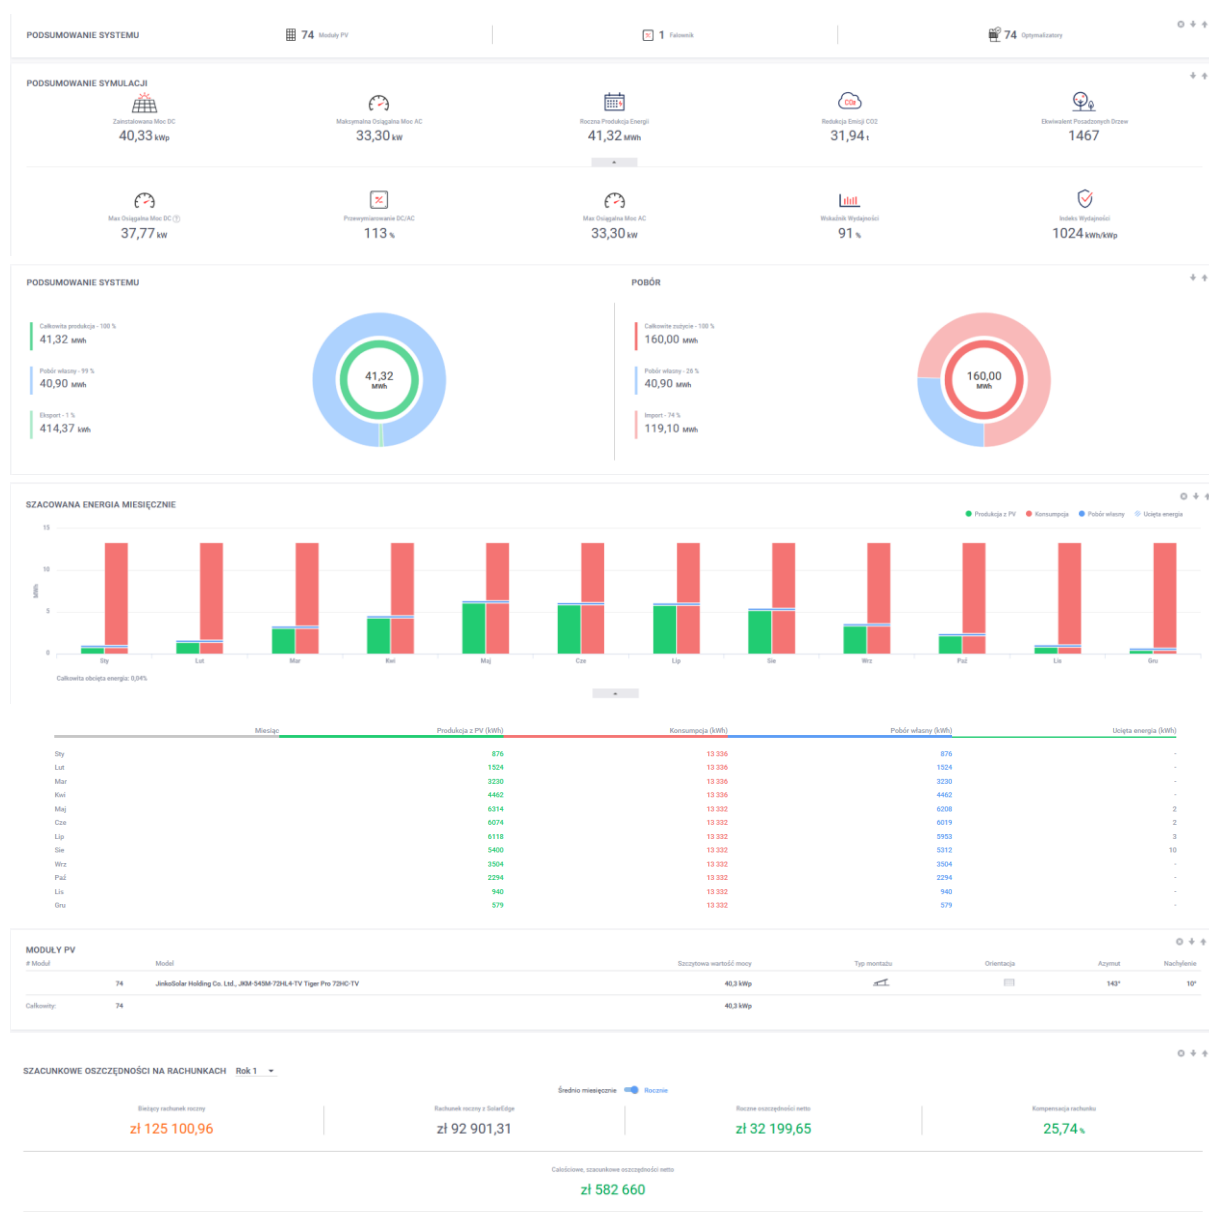 PODSUMOWANIE SYSTEMU
74 Moduły PV
1 Falownik
74 Optymalizatory
PODSUMOWANIE SYMULACJI
Zainstalowana Moc DC
40,33 kWp
Maksymalna Osiągalna Moc AC
33,30 kW
Roczna Produkcja Energii
41,32 MWh
CO2
Redukcja Emisji CO2
31,94 t
Ekwiwalent Posadzonych Drzew
1467
Max Osiągalna Moc DC (?)
37,77 kW
Przewymiarowanie DC/AC
113 %
Max Osiągalna Moc AC
33,30 kW
Wskaźnik Wydajności
91 %
Indeks Wydajności
1024 kWh/kWp
PODSUMOWANIE SYSTEMU
Całkowita produkcja - 100 %
41,32 MWh
Pobór własny - 99 %
40,90 MWh
Eksport - 1 %
414,37 kWh
41,32
MWh
POBÓR
Całkowite zużycie - 100 %
160,00 MWh
Pobór własny - 26 %
40,90 MWh
Import - 74 %
119,10 MWh
160,00
MWh
SZACOWANA ENERGIA MIESIĘCZNIE
Produkcja z PV Konsumpcja Pobór własny Ucięta energia
MWh
15
10
5
0
Sty Lut Mar Kwi Maj Cze Lip Sie Wrz Paź Lis Gru
Całkowita obcięta energia: 0,04%
Miesiąc Produkcja z PV (kWh) Konsumpcja (kWh) Pobór własny (kWh) Ucięta energia (kWh)
Sty 876 13 336 876 -
Lut 1524 13 336 1524 -
Mar 3230 13 336 3230 -
Kwi 4462 13 336 4462 -
Maj 6314 13 332 6208 2
Cze 6074 13 332 6019 2
Lip 6118 13 332 5953 3
Sie 5400 13 332 5312 10
Wrz 3504 13 332 3504 -
Paź 2294 13 332 2294 -
Lis 940 13 332 940 -
Gru 579 13 332 579 -
MODUŁY PV
# Moduł Model Szczytowa wartość mocy Typ montażu Orientacja Azymut Nachylenie
74 JinkoSolar Holding Co. Ltd., JKM-545M-72HL4-TV Tiger Pro 72HC-TV 40,3 kWp 143° 10°
Całkowity: 74 40,3 kWp
SZACUNKOWE OSZCZĘDNOŚCI NA RACHUNKACH Rok 1
Średnio miesięcznie Rocznie
Bieżący rachunek roczny
zł 125 100,96
Rachunek roczny z SolarEdge
zł 92 901,31
Roczne oszczędności netto
zł 32 199,65
Kompensacja rachunku
25,74 %
Całościowe, szacunkowe oszczędności netto
zł 582 660